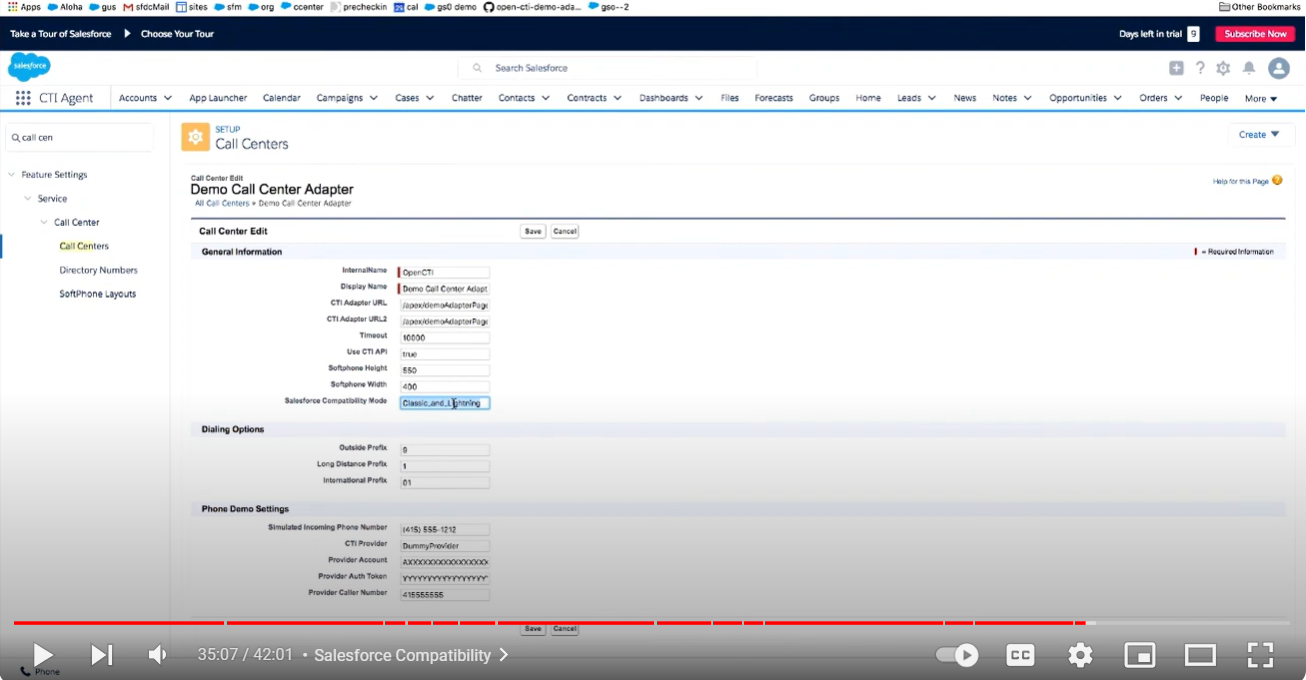 Apps Aloha gus sfdcMail sites sfm org ccenter precheckin cal gs0 demo open-cti-demo-ada... gso--2 Other Bookmarks
Take a Tour of Salesforce Choose Your Tour Days left in trial 9 Subscribe Now
salesforce Search Salesforce
CTI Agent Accounts App Launcher Calendar Campaigns Cases Chatter Contacts Contracts Dashboards Files Forecasts Groups Home Leads News Notes Opportunities Orders People More
call cen
SETUP
Call Centers
Create
Feature Settings
Service
Call Center
Call Centers
Directory Numbers
SoftPhone Layouts
Call Center Edit
Demo Call Center Adapter
All Call Centers » Demo Call Center Adapter
Help for this Page
Call Center Edit Save Cancel
General Information = Required Information
InternalName OpenCTI
Display Name Demo Call Center Adapt
CTI Adapter URL /apex/demoAdapterPage
CTI Adapter URL2 /apex/demoAdapterPage
Timeout 10000
Use CTI API true
Softphone Height 550
Softphone Width 400
Salesforce Compatibility Mode Classic_and_Lightning
Dialing Options
Outside Prefix 9
Long Distance Prefix 1
International Prefix 01
Phone Demo Settings
Simulated Incoming Phone Number (415) 555-1212
CTI Provider DummyProvider
Provider Account
Provider Auth Token
Provider Caller Number 415555555
Save Cancel
35:07 / 42:01 • Salesforce Compatibility
CC
Phone